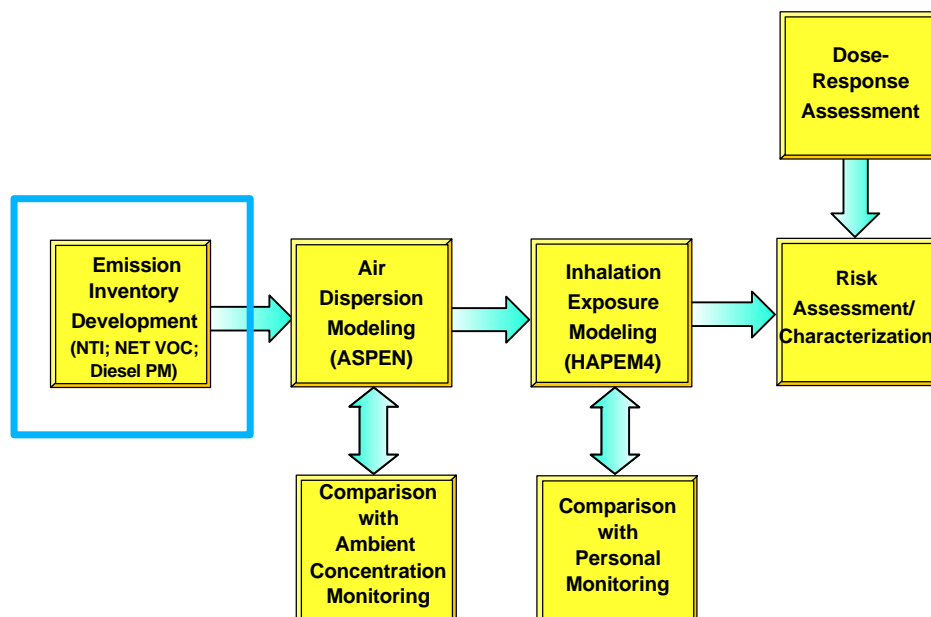 Dose-
Response
Assessment
Emission
Inventory
Development
(NTI; NET VOC;
Diesel PM)
Air
Dispersion
Modeling
(ASPEN)
Inhalation
Exposure
Modeling
(HAPEM4)
Risk
Assessment/
Characterization
Comparison
with
Ambient
Concentration
Monitoring
Comparison
with
Personal
Monitoring